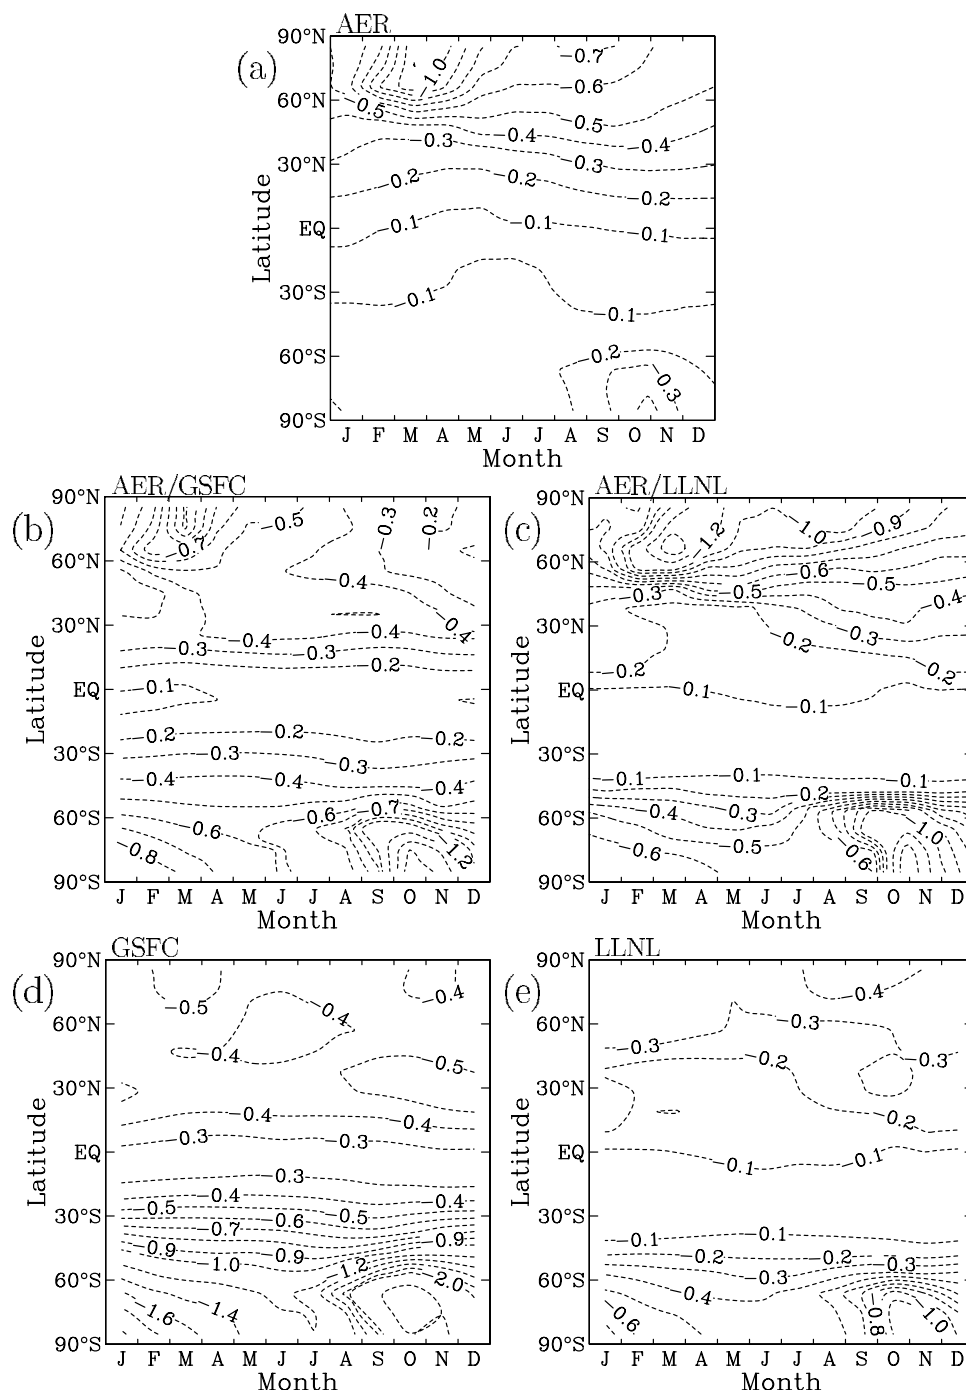 AER
(a)
90°N
60°N
30°N
EQ
30°S
60°S
90°S
Latitude
−1.0
−0.7
−0.6
−0.5
−0.5
−0.4
−0.4
−0.3
−0.3
−0.2
−0.2
−0.2
−0.1
−0.1
−0.1
−0.1
−0.1
−0.2
−0.3
J F M A M J J A S O N D
Month
AER/GSFC
(b)
90°N
60°N
30°N
EQ
30°S
60°S
90°S
Latitude
−0.5
−0.3
−0.2
−0.7
−0.4
−0.4
−0.4
−0.4
−0.3
−0.3
−0.2
−0.1
−0.2
−0.2
−0.2
−0.3
−0.3
−0.4
−0.4
−0.4
−0.6
−0.6
−0.7
−0.8
−1.2
J F M A M J J A S O N D
Month
AER/LLNL
(c)
90°N
60°N
30°N
EQ
30°S
60°S
90°S
Latitude
−1.2
−1.0
−0.9
−0.6
−0.5
−0.3
−0.5
−0.4
−0.2
−0.3
−0.2
−0.2
−0.1
−0.1
−0.1
−0.1
−0.1
−0.2
−0.4
−0.3
−1.0
−0.6
−0.5
−0.6
J F M A M J J A S O N D
Month
GSFC
(d)
90°N
60°N
30°N
EQ
30°S
60°S
90°S
Latitude
−0.5
−0.4
−0.4
−0.4
−0.5
−0.4
−0.4
−0.3
−0.3
−0.3
−0.4
−0.4
−0.5
−0.6
−0.5
−0.7
−0.9
−0.9
−0.9
−1.0
−1.2
−2.0
−1.6
−1.4
J F M A M J J A S O N D
Month
LLNL
(e)
90°N
60°N
30°N
EQ
30°S
60°S
90°S
Latitude
−0.4
−0.3
−0.3
−0.2
−0.3
−0.2
−0.1
−0.1
−0.1
−0.1
−0.2
−0.2
−0.3
−0.3
−0.4
−0.6
−0.8
−1.0
J F M A M J J A S O N D
Month